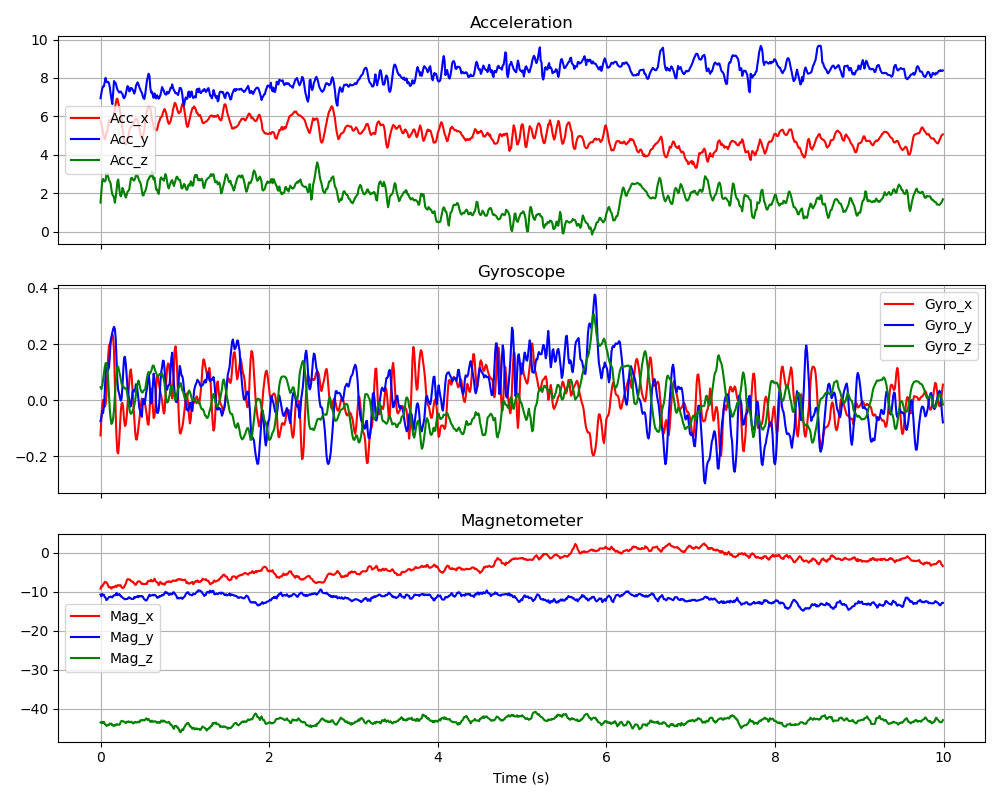 Acceleration
10
8
6
4
2
0
Acc_x
Acc_y
Acc_z
Gyroscope
0.4
0.2
0.0
−0.2
Gyro_x
Gyro_y
Gyro_z
Magnetometer
0
−10
−20
−30
−40
Mag_x
Mag_y
Mag_z
0 2 4 6 8 10
Time (s)